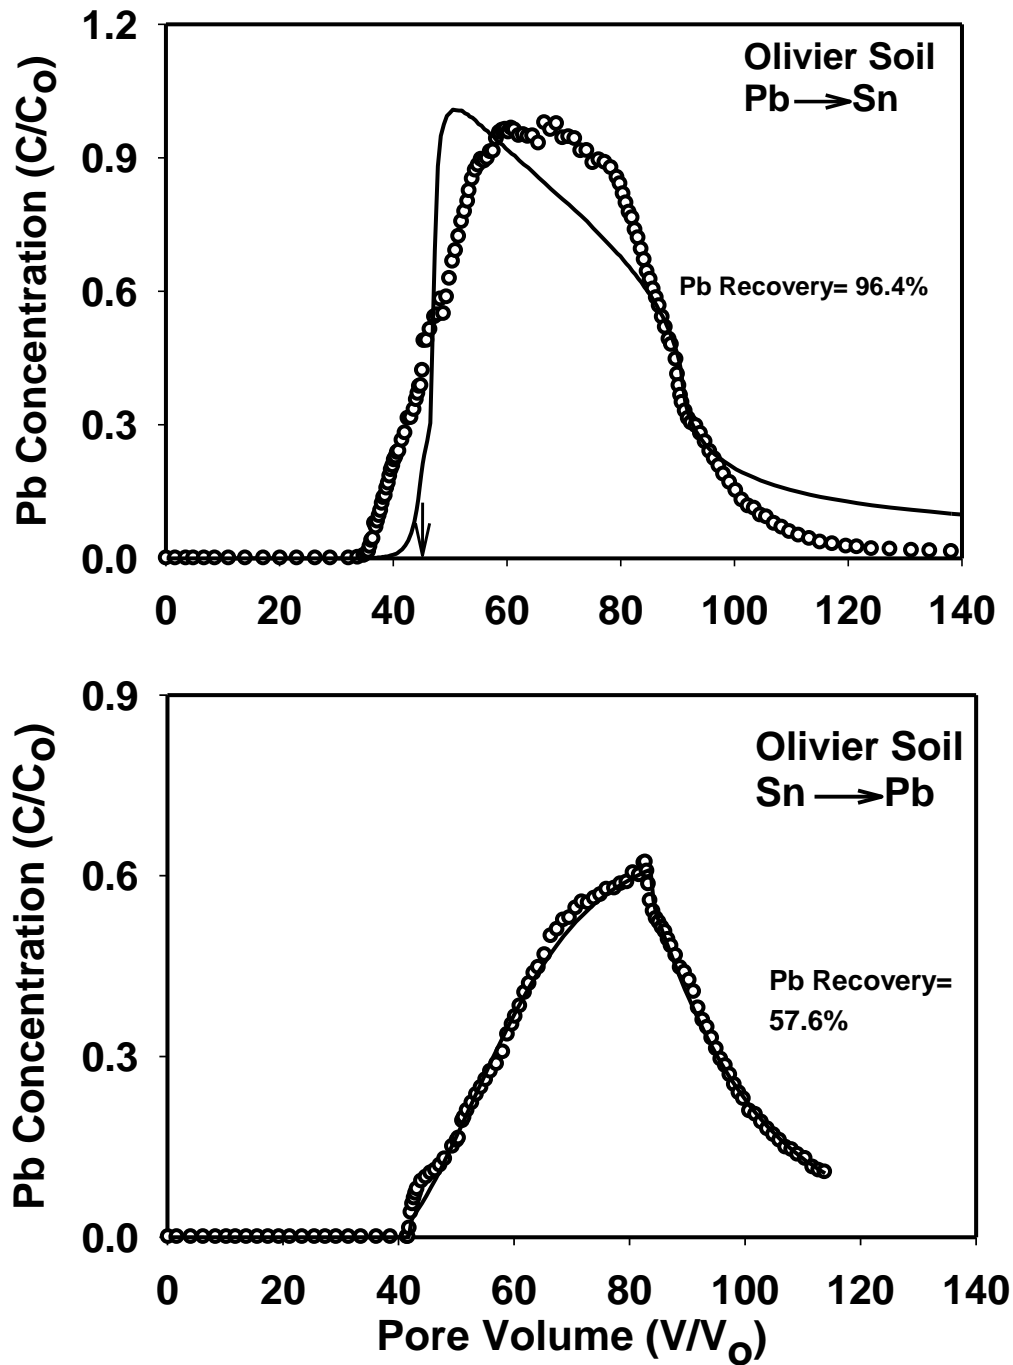 1.2
0.9
0.6
0.3
0.0
Pb Concentration (C/Co)
Olivier Soil
Pb → Sn
Pb Recovery= 96.4%
0 20 40 60 80 100 120 140
0.9
0.6
0.3
0.0
Pb Concentration (C/Co)
Olivier Soil
Sn → Pb
Pb Recovery=
57.6%
0 20 40 60 80 100 120 140
Pore Volume (V/Vo)